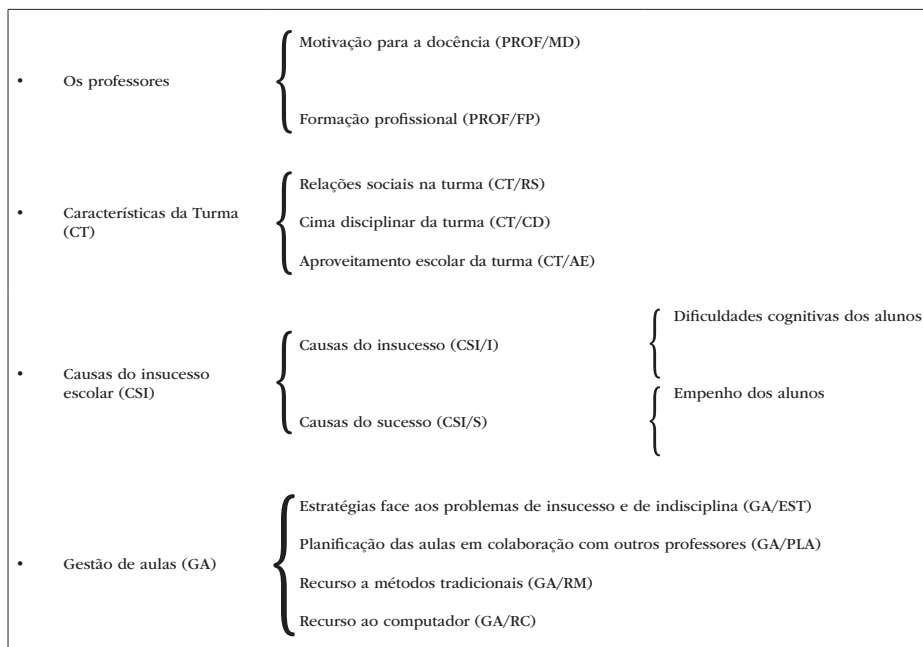 Motivação para a docência (PROF/MD)
• Os professores
Formação profissional (PROF/FP)
Relações sociais na turma (CT/RS)
• Características da Turma
(CT)
Cima disciplinar da turma (CT/CD)
Aproveitamento escolar da turma (CT/AE)
Dificuldades cognitivas dos alunos
Causas do insucesso (CSI/I)
• Causas do insucesso
escolar (CSI)
Empenho dos alunos
Causas do sucesso (CSI/S)
Estratégias face aos problemas de insucesso e de indisciplina (GA/EST)
Planificação das aulas em colaboração com outros professores (GA/PLA)
• Gestão de aulas (GA)
Recurso a métodos tradicionais (GA/RM)
Recurso ao computador (GA/RC)